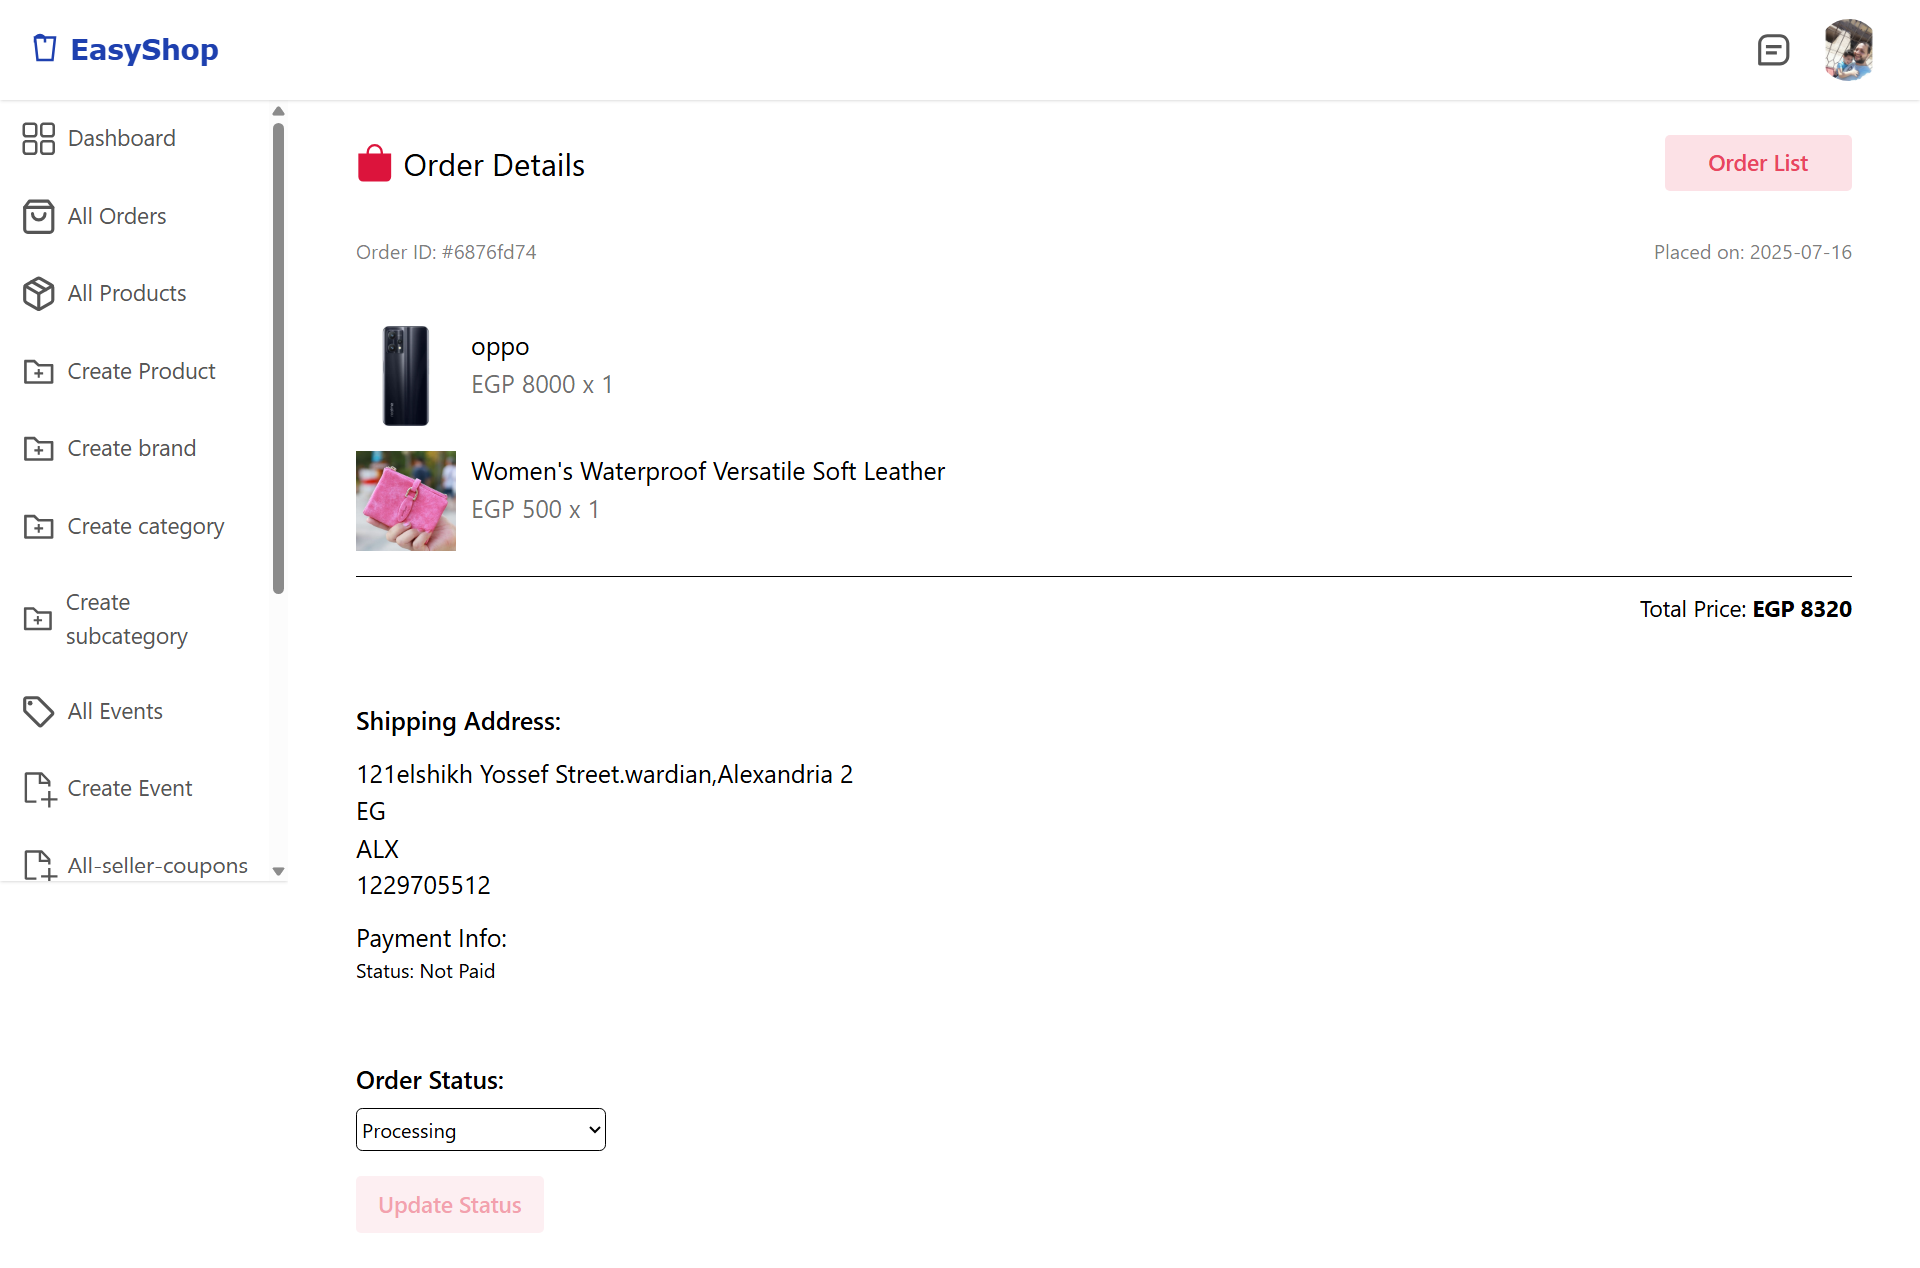 EasyShop
Dashboard
All Orders
All Products
Create Product
Create brand
Create category
Create
subcategory
All Events
Create Event
All-seller-coupons
Order Details
Order List
Order ID: #6876fd74
Placed on: 2025-07-16
oppo
EGP 8000 x 1
Women's Waterproof Versatile Soft Leather
EGP 500 x 1
Total Price: EGP 8320
Shipping Address:
121elshikh Yossef Street.wardian,Alexandria 2
EG
ALX
1229705512
Payment Info:
Status: Not Paid
Order Status:
Processing
Update Status